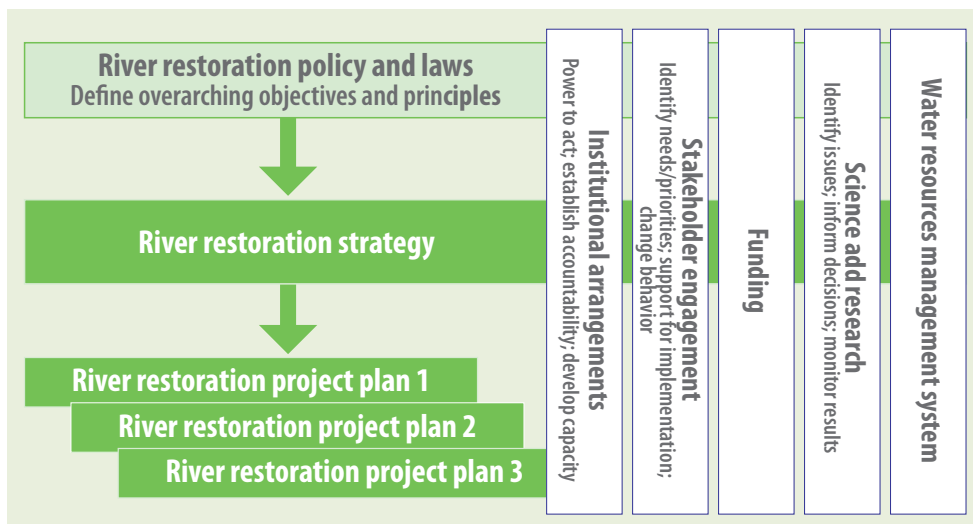 River restoration policy and laws
Define overarching objectives and principles
River restoration strategy
River restoration project plan 1
River restoration project plan 2
River restoration project plan 3
Institutional arrangements
Power to act; establish accountability; develop capacity
Stakeholder engagement
Identify needs/priorities; support for implementation;
change behavior
Funding
Science add research
Identify issues; inform decisions; monitor results
Water resources management system